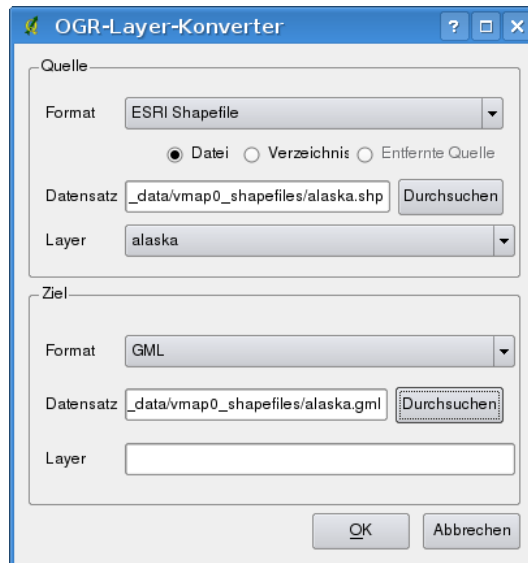 OGR-Layer-Konverter ?
Quelle
Format ESRI Shapefile
Datei Verzeichnis Entfernte Quelle
Datensatz _data/vmap0_shapefiles/alaska.shp Durchsuchen
Layer alaska
Ziel
Format GML
Datensatz _data/vmap0_shapefiles/alaska.gml Durchsuchen
Layer
OK Abbrechen